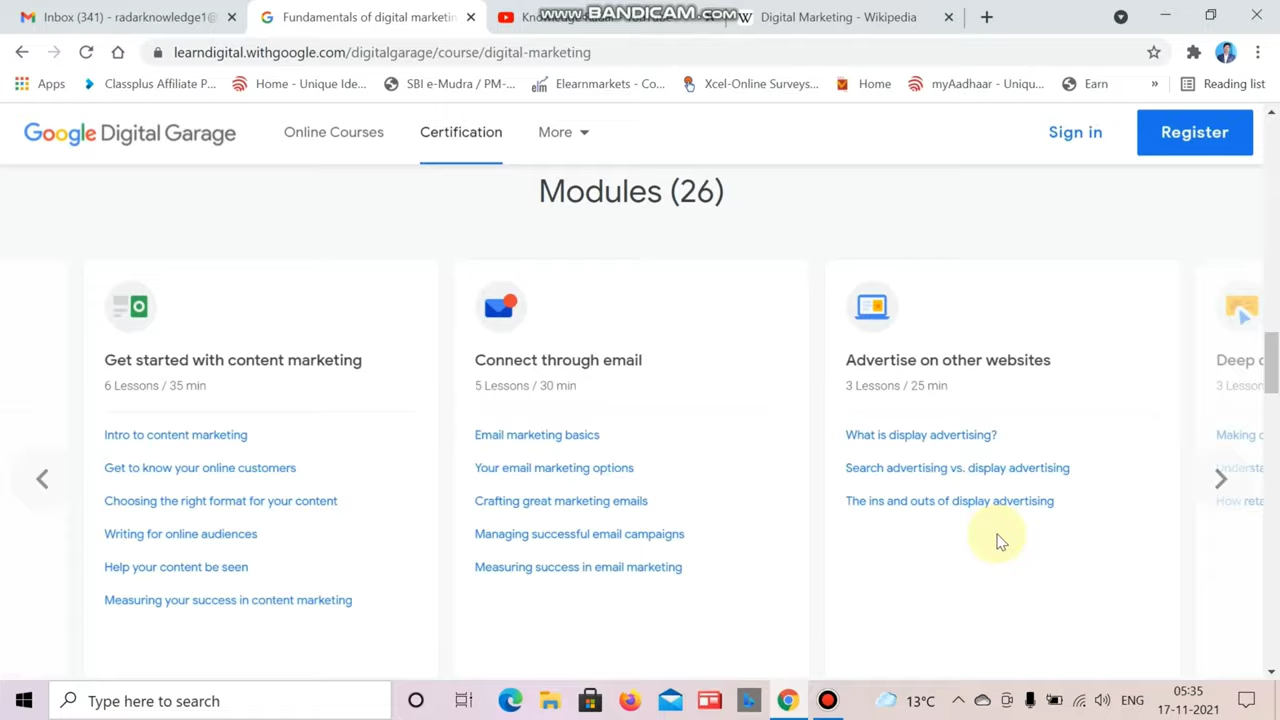 Inbox (341) - radarknowledge1@
Fundamentals of digital marketin
www.BANDICAM.com
Digital Marketing - Wikipedia
learndigital.withgoogle.com/digitalgarage/course/digital-marketing
Apps
Classplus Affiliate P...
Home - Unique Ide...
SBI e-Mudra / PM-...
Elearnmarkets - Co...
Xcel-Online Surveys...
Home
myAadhaar - Uniqu...
Earn
»
Reading list
Google Digital Garage
Online Courses
Certification
More
Sign in
Register
Modules (26)
Get started with content marketing
6 Lessons / 35 min
Intro to content marketing
Get to know your online customers
Choosing the right format for your content
Writing for online audiences
Help your content be seen
Measuring your success in content marketing
Connect through email
5 Lessons / 30 min
Email marketing basics
Your email marketing options
Crafting great marketing emails
Managing successful email campaigns
Measuring success in email marketing
Advertise on other websites
3 Lessons / 25 min
What is display advertising?
Search advertising vs. display advertising
The ins and outs of display advertising
Deep
3 Lesson
Making
Understa
How reta
Type here to search
13°C
ENG
05:35
17-11-2021